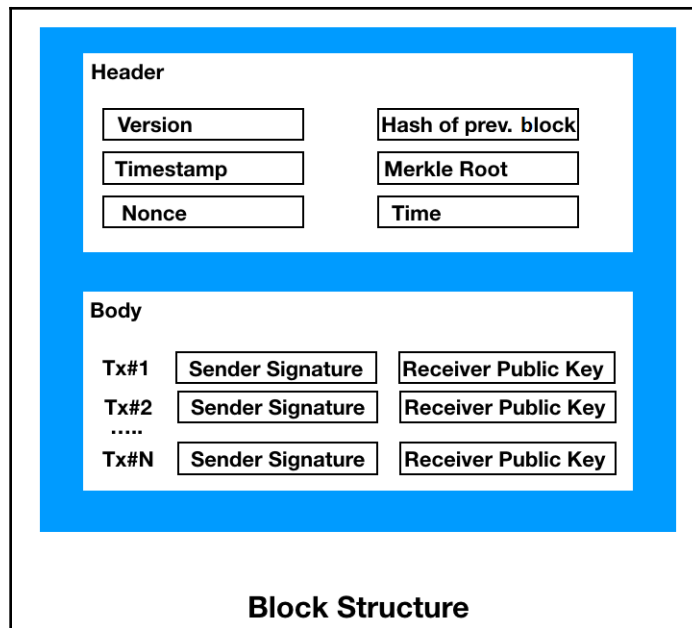 Header
Version
Hash of prev. block
Timestamp
Merkle Root
Nonce
Time
Body
Tx#1 Sender Signature Receiver Public Key
Tx#2 Sender Signature Receiver Public Key
.....
Tx#N Sender Signature Receiver Public Key
Block Structure